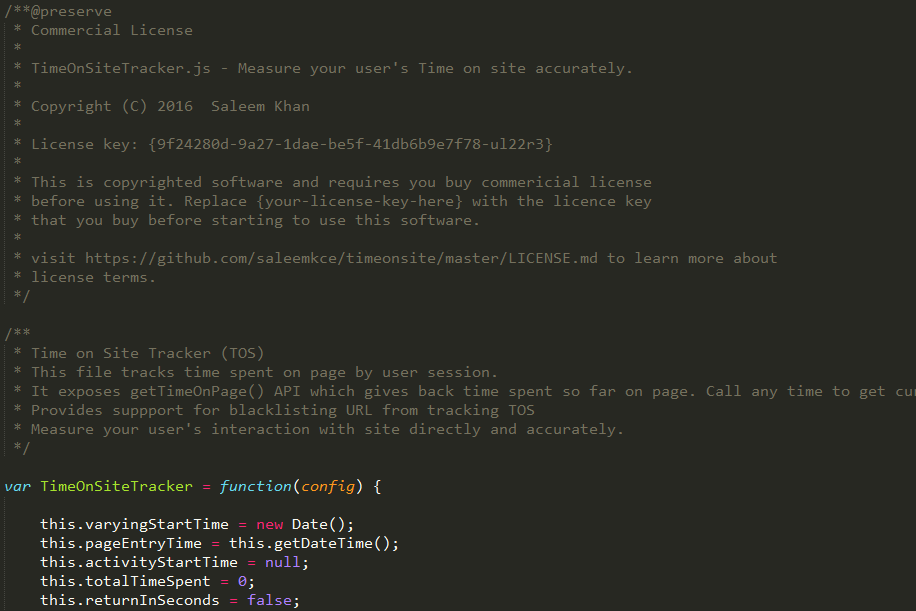 /**@preserve
 * Commercial License
 *
 * TimeOnSiteTracker.js - Measure your user's Time on site accurately.
 *
 * Copyright (C) 2016  Saleem Khan
 *
 * License key: {9f24280d-9a27-1dae-be5f-41db6b9e7f78-ul22r3}
 *
 * This is copyrighted software and requires you buy commericial license
 * before using it. Replace {your-license-key-here} with the licence key
 * that you buy before starting to use this software.
 *
 * visit https://github.com/saleemkce/timeonsite/master/LICENSE.md to learn more about
 * license terms.
 */

/**
 * Time on Site Tracker (TOS)
 * This file tracks time spent on page by user session.
 * It exposes getTimeOnPage() API which gives back time spent so far on page. Call any time to get cur
 * Provides suppport for blacklisting URL from tracking TOS
 * Measure your user's interaction with site directly and accurately.
 */

var TimeOnSiteTracker = function(config) {

    this.varyingStartTime = new Date();
    this.pageEntryTime = this.getDateTime();
    this.activityStartTime = null;
    this.totalTimeSpent = 0;
    this.returnInSeconds = false;